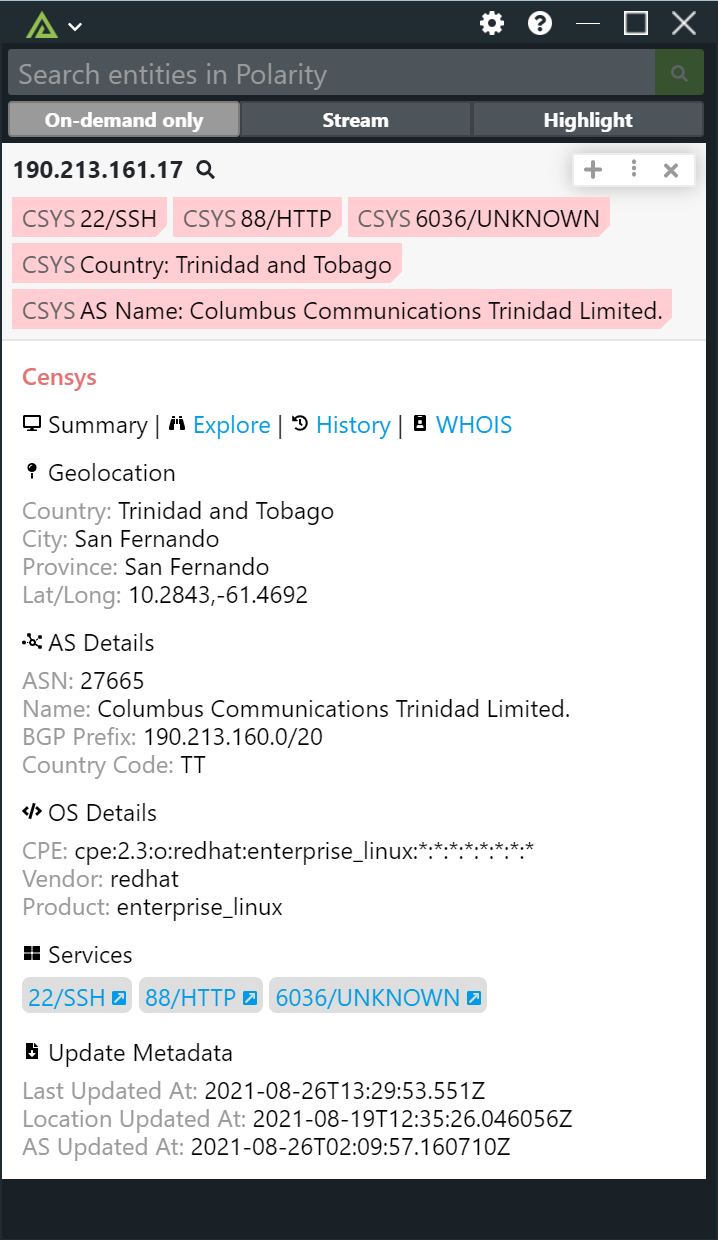 Search entities in Polarity
On-demand only Stream Highlight
190.213.161.17
CSYS 22/SSH CSYS 88/HTTP CSYS 6036/UNKNOWN
CSYS Country: Trinidad and Tobago
CSYS AS Name: Columbus Communications Trinidad Limited.
Censys
Summary | Explore | History | WHOIS
Geolocation
Country: Trinidad and Tobago
City: San Fernando
Province: San Fernando
Lat/Long: 10.2843,-61.4692
AS Details
ASN: 27665
Name: Columbus Communications Trinidad Limited.
BGP Prefix: 190.213.160.0/20
Country Code: TT
OS Details
CPE: cpe:2.3:o:redhat:enterprise_linux:*:*:*:*:*:*:*:*
Vendor: redhat
Product: enterprise_linux
Services
22/SSH 88/HTTP 6036/UNKNOWN
Update Metadata
Last Updated At: 2021-08-26T13:29:53.551Z
Location Updated At: 2021-08-19T12:35:26.046056Z
AS Updated At: 2021-08-26T02:09:57.160710Z